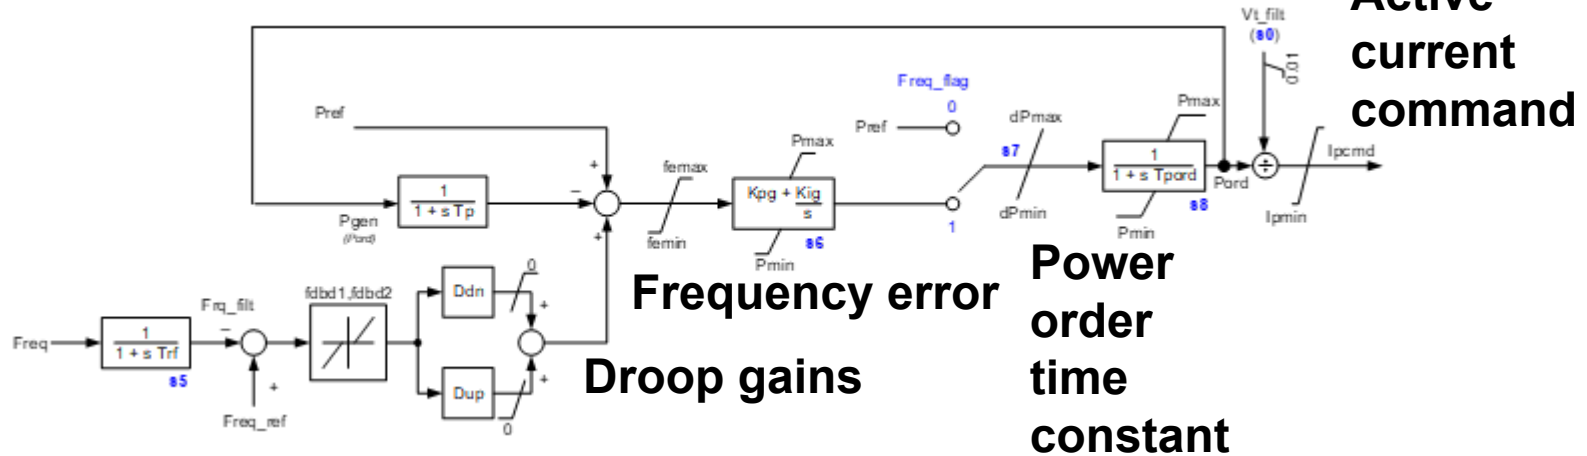 Active
current
command
Vt_filt
(s0)
0.01
Freq_flag
0
Pref
Pref
dPmax
Pmax
Pmax
femax
s7
1
1 + s Tpord
Pord
÷
Ipcmd
1
1 + s Tp
Kpg + Kig
s
Pgen
(Pord)
femin
s6
1
dPmin
s8
Ipmin
Pmin
Pmin
Power
order
time
constant
Frequency error
Droop gains
0
fdbd1,fdbd2
Ddn
Frq_filt
Freq
1
1 + s Trf
s5
Dup
Freq_ref
0